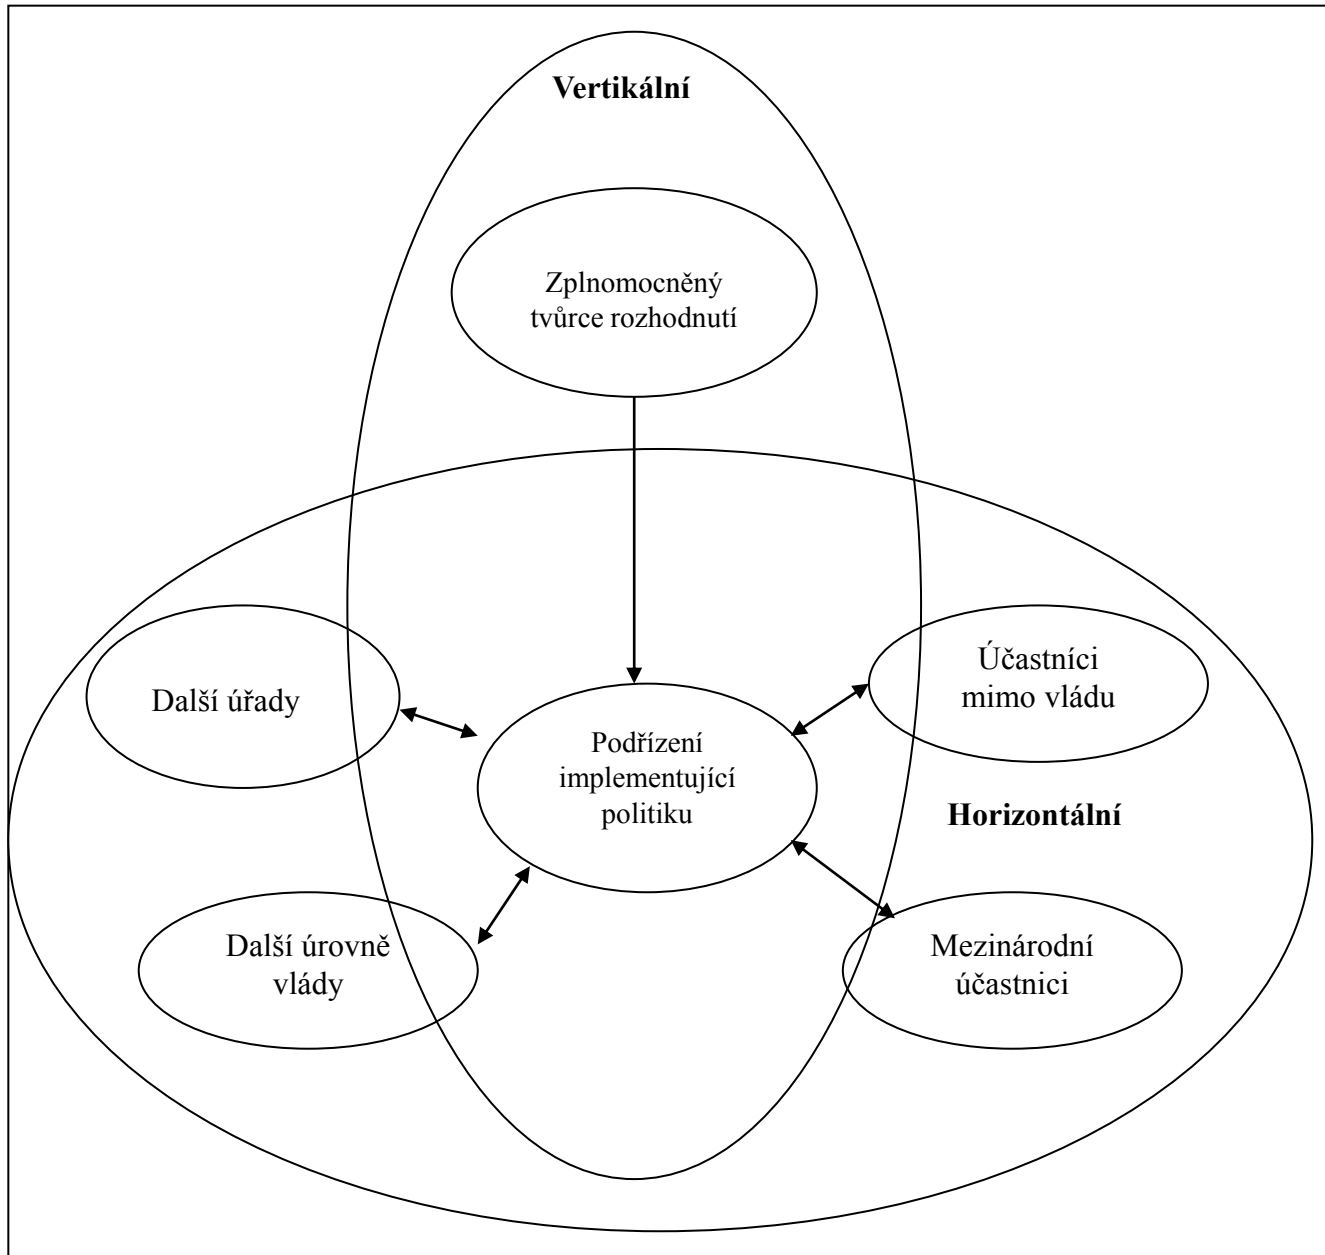 Vertikální
Zplnomocněný
tvůrce rozhodnutí
Další úřady
Účastníci
mimo vládu
Podřízení
implementující
politiku
Horizontální
Další úrovně
vlády
Mezinárodní
účastnici